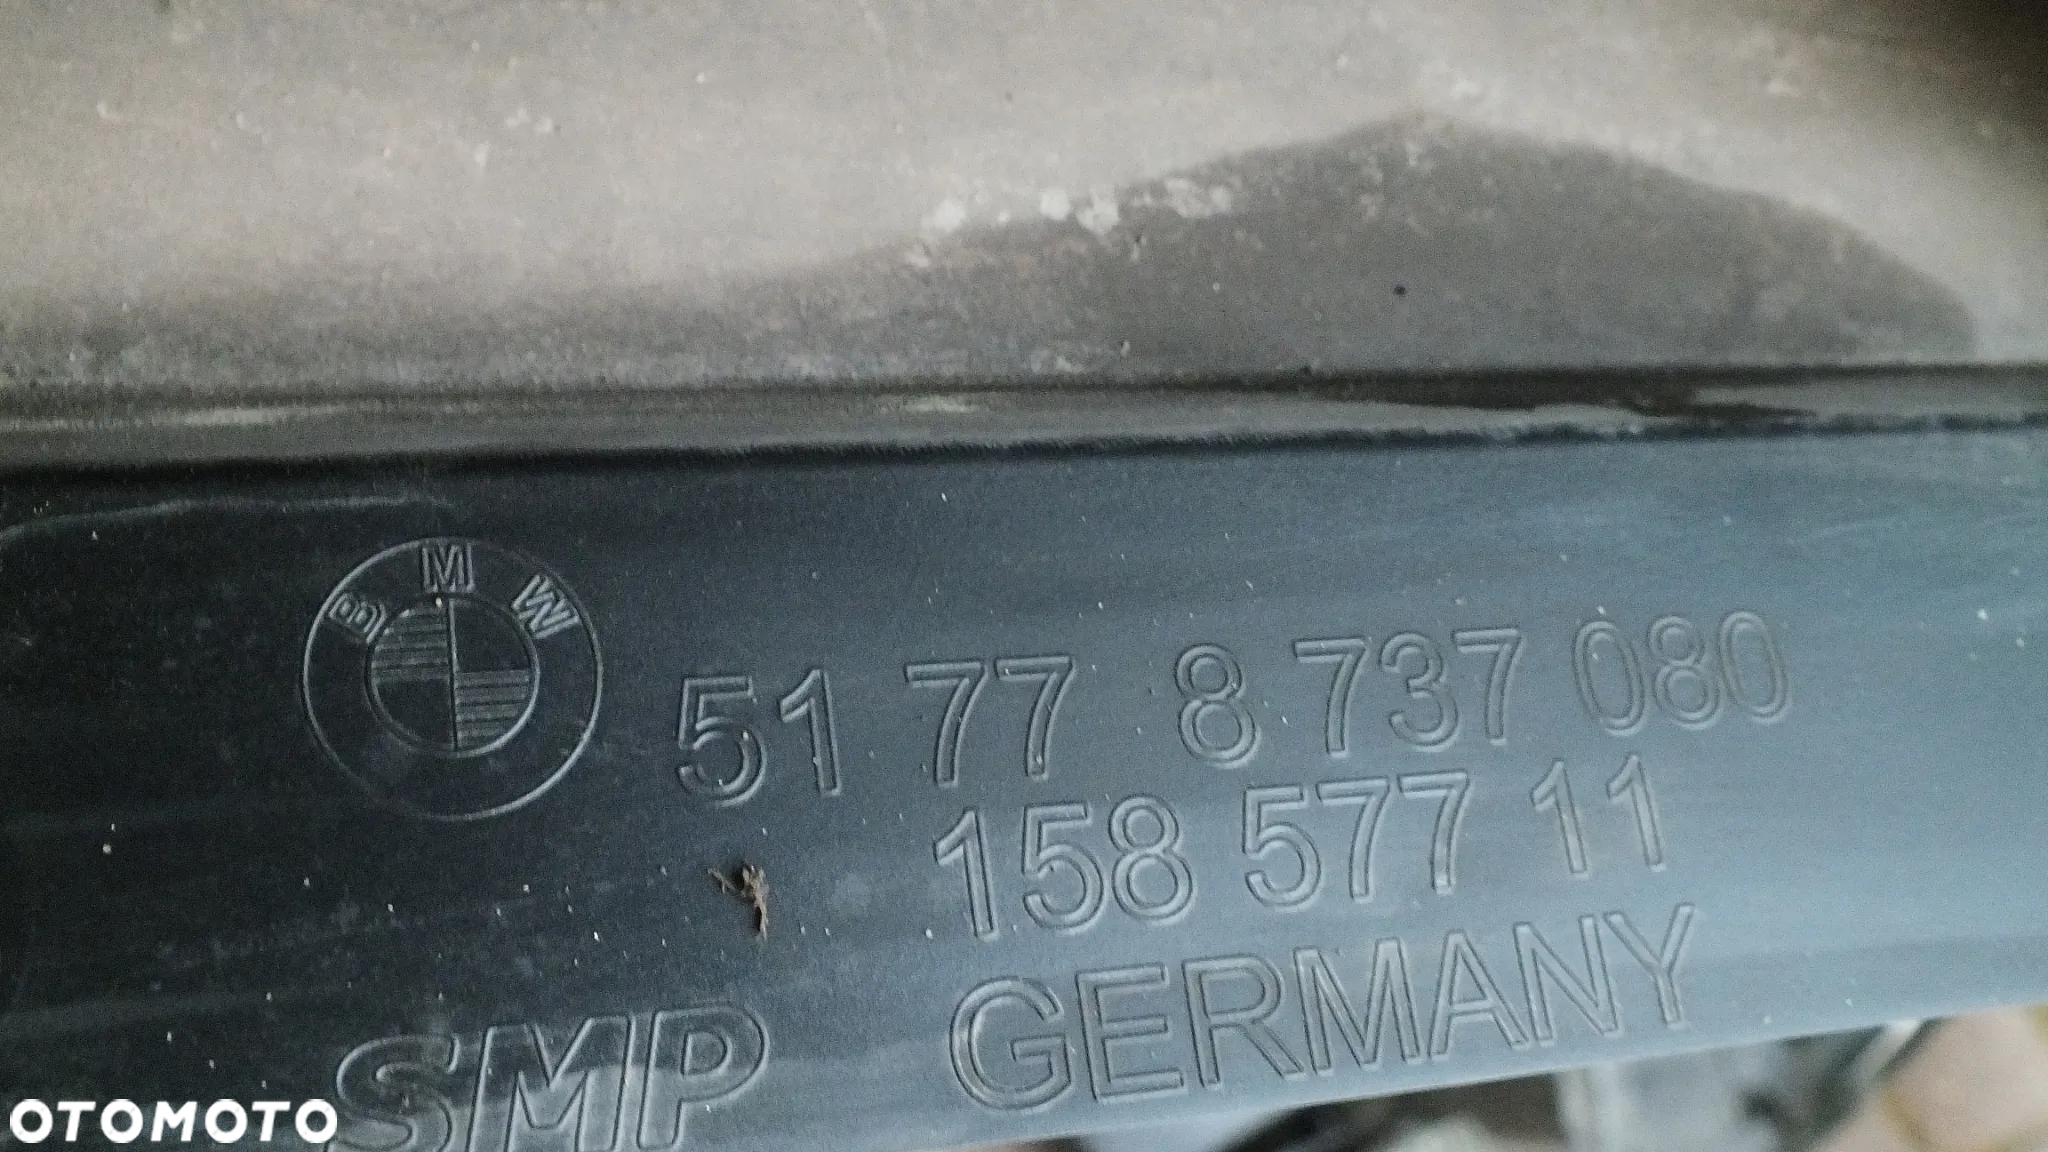 BMW
51 77 8 737 080
158 577 11
SMP GERMANY
OTOMOTO